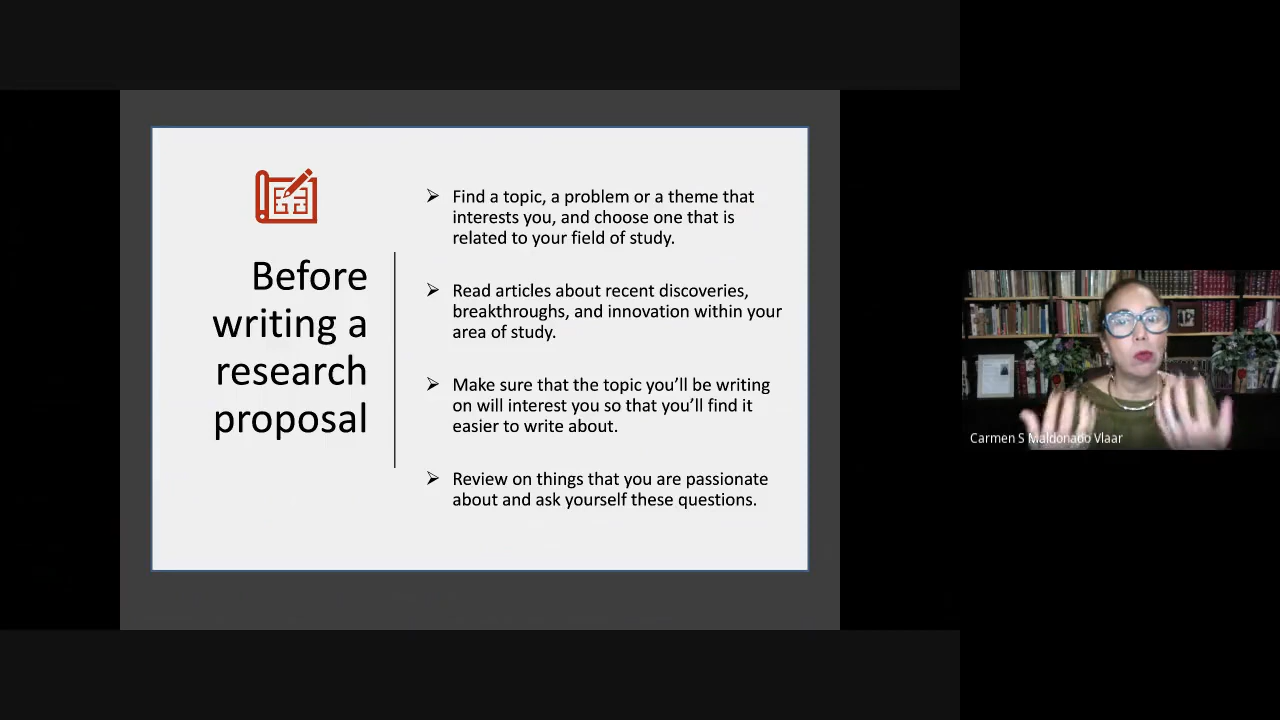 Before
writing a
research
proposal
➢ Find a topic, a problem or a theme that
interests you, and choose one that is
related to your field of study.
➢ Read articles about recent discoveries,
breakthroughs, and innovation within your
area of study.
➢ Make sure that the topic you’ll be writing
on will interest you so that you’ll find it
easier to write about.
➢ Review on things that you are passionate
about and ask yourself these questions.
Carmen S Maldonado Vlaar